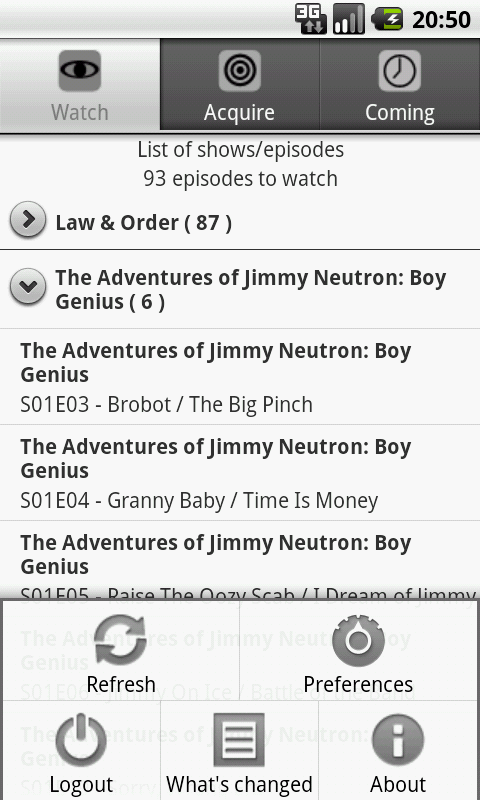 3G 20:50
Watch Acquire Coming
List of shows/episodes
93 episodes to watch
Law & Order ( 87 )
The Adventures of Jimmy Neutron: Boy
Genius ( 6 )
The Adventures of Jimmy Neutron: Boy
Genius
S01E03 - Brobot / The Big Pinch
The Adventures of Jimmy Neutron: Boy
Genius
S01E04 - Granny Baby / Time Is Money
The Adventures of Jimmy Neutron: Boy
Genius
S01E05 - Raise The Oozy Scab / I Dream of Jimmy
The Adventures of Jimmy Neutron: Boy
Genius
S01E06 - Jimmy On Ice / Battle of the Band
Refresh Preferences
The Adventures of Jimmy Neutron: Boy
Genius
Logout What's changed About